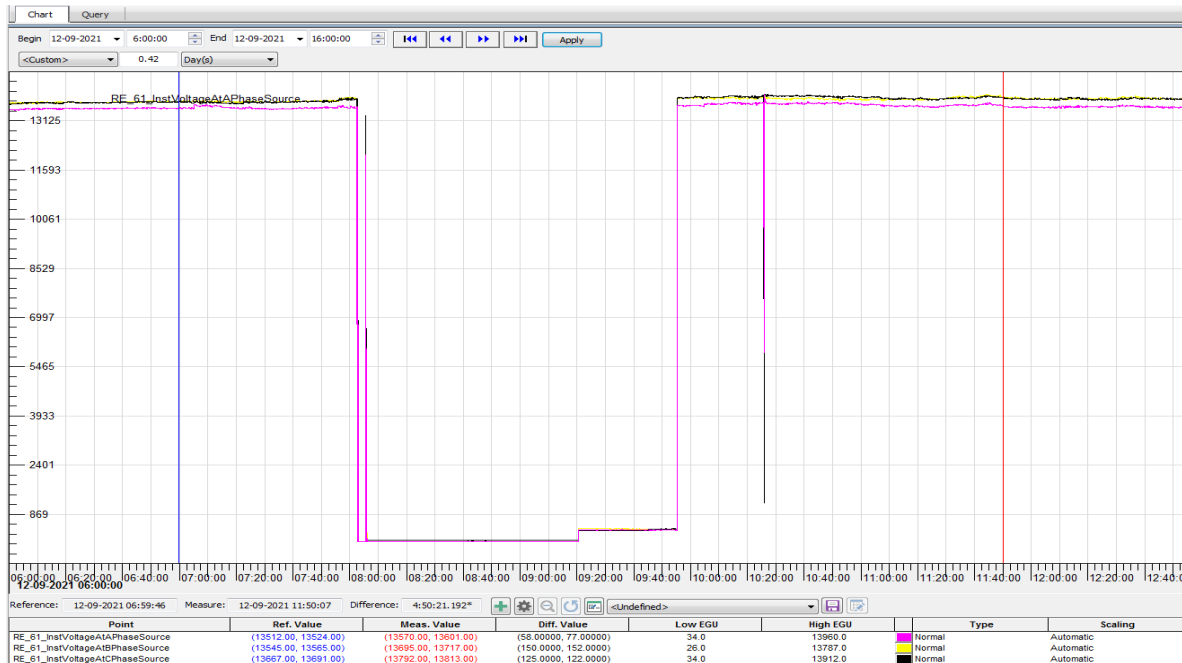 Chart Query
Begin 12-09-2021 6:00:00 End 12-09-2021 16:00:00 Apply
<Custom> 0.42 Day(s)
RE_61_InstVoltageAtAPhaseSource
13125
11593
10061
8529
6997
5465
3933
2401
869
06:00:00 06:20:00 06:40:00 07:00:00 07:20:00 07:40:00 08:00:00 08:20:00 08:40:00 09:00:00 09:20:00 09:40:00 10:00:00 10:20:00 10:40:00 11:00:00 11:20:00 11:40:00 12:00:00 12:20:00 12:40:0
12-09-2021 06:00:00
Reference: 12-09-2021 06:59:46 Measure: 12-09-2021 11:50:07 Difference: 4:50:21.192* <Undefined>
Point Ref. Value Meas. Value Diff. Value Low EGU High EGU Type Scaling
RE_61_InstVoltageAtAPhaseSource (13512.00, 13524.00) (13570.00, 13601.00) (58.00000, 77.00000) 34.0 13960.0 Normal Automatic
RE_61_InstVoltageAtBPhaseSource (13545.00, 13565.00) (13695.00, 13717.00) (150.0000, 152.0000) 26.0 13787.0 Normal Automatic
RE_61_InstVoltageAtCPhaseSource (13667.00, 13691.00) (13792.00, 13813.00) (125.0000, 122.0000) 34.0 13912.0 Normal Automatic